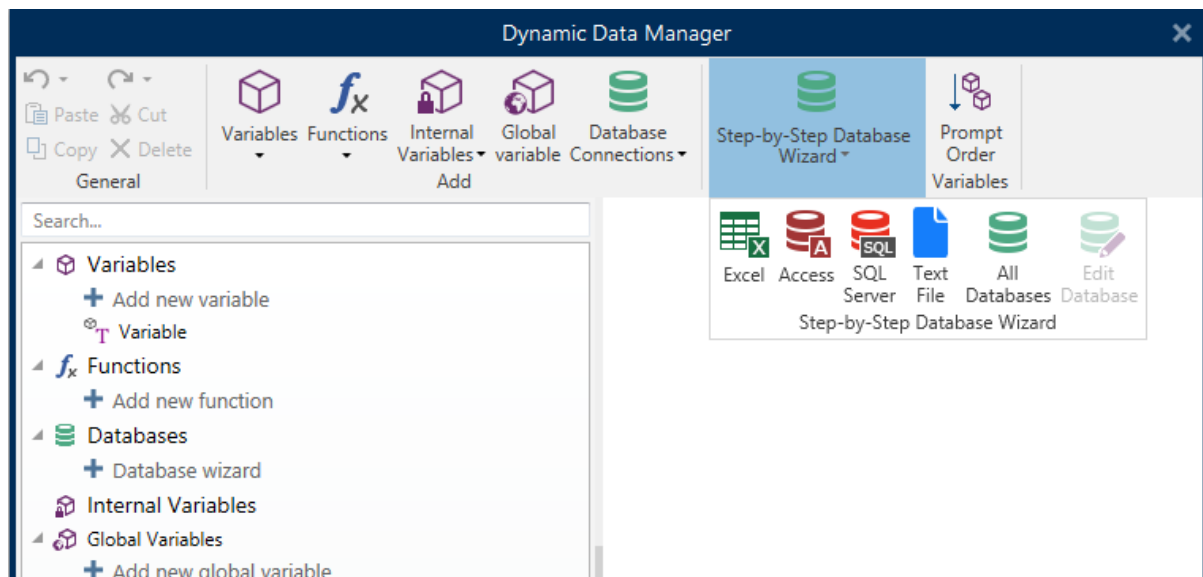 Dynamic Data Manager
Paste Cut
Copy Delete
General
Variables Functions Internal Variables Global variable Database Connections
Add
Step-by-Step Database Wizard
Prompt Order
Variables
Search...
Excel Access SQL Server Text File All Databases Edit Database
Step-by-Step Database Wizard
Variables
Add new variable
Variable
Functions
Add new function
Databases
Database wizard
Internal Variables
Global Variables
Add new global variable